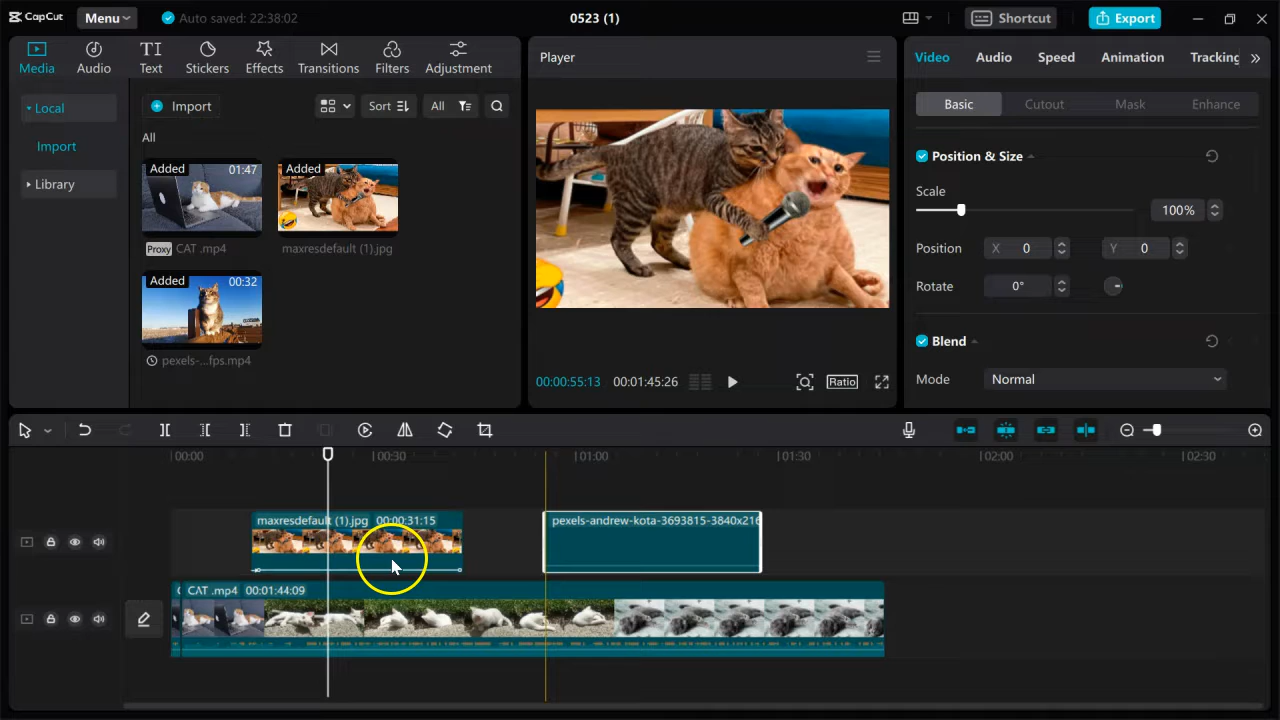 CapCut Menu Auto saved: 22:38:02 0523 (1) Shortcut Export
Media Audio Text Stickers Effects Transitions Filters Adjustment
Player
Video Audio Speed Animation Tracking
Local
Import
Library
Import Sort All
All
Added 01:47
Proxy CAT .mp4
Added
maxresdefault (1).jpg
Added 00:32
pexels-...fps.mp4
00:00:55:13 00:01:45:26 Ratio
Basic Cutout Mask Enhance
Position & Size
Scale
100%
Position X 0 Y 0
Rotate 0°
Blend
Mode Normal
00:00 00:30 01:00 01:30 02:00 02:30
maxresdefault (1).jpg 00:00:31:15
pexels-andrew-kota-3693815-3840x216
CAT .mp4 00:01:44:09